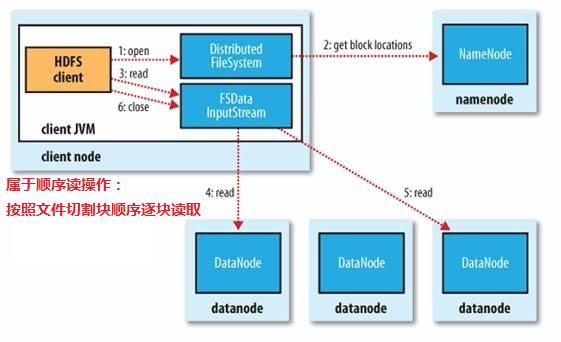 1: open
2: get block locations
HDFS
client
Distributed
FileSystem
NameNode
3: read
6: close
FSData
InputStream
namenode
client JVM
client node
属于顺序读操作：
按照文件切割块顺序逐块读取
4: read
5: read
DataNode
DataNode
DataNode
datanode
datanode
datanode